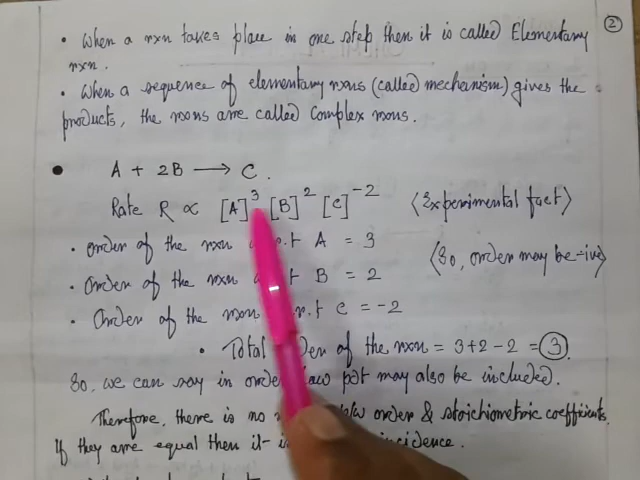 ②
• When a rxn takes place in one step then it is called Elementary
rxn.
• When a sequence of elementary rxns (called mechanism) gives the
products, the rxns are called Complex rxns.
• A + 2B ⟶ C.
Rate R ∝ [A]³ [B]² [C]⁻² ⟨Experimental fact⟩
• Order of the rxn r.t A = 3 ⟨So, order may be -ive⟩
• Order of the rxn r.t B = 2
• Order of the rxn r.t C = -2
• Total order of the rxn = 3+2-2 = ③.
So, we can say in order law pdt may also be included.
Therefore, there is no b/w order & stoichiometric coefficients.
If they are equal then it is incidence.